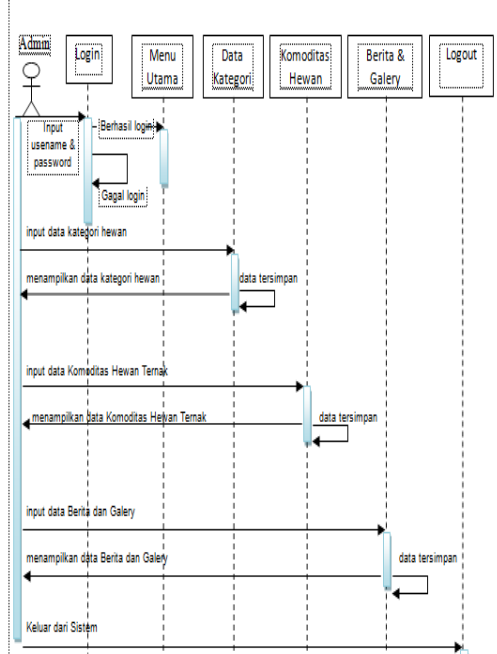 Admin
Login
Menu
Utama
Data
Kategori
Komoditas
Hewan
Berita &
Galery
Logout
Input
usename &
password
Berhasil login
Gagal login
input data kategori hewan
menampilkan data kategori hewan
data tersimpan
input data Komoditas Hewan Ternak
menampilkan data Komoditas Hewan Ternak
data tersimpan
input data Berita dan Galery
menampilkan data Berita dan Galery
data tersimpan
Keluar dari Sistem